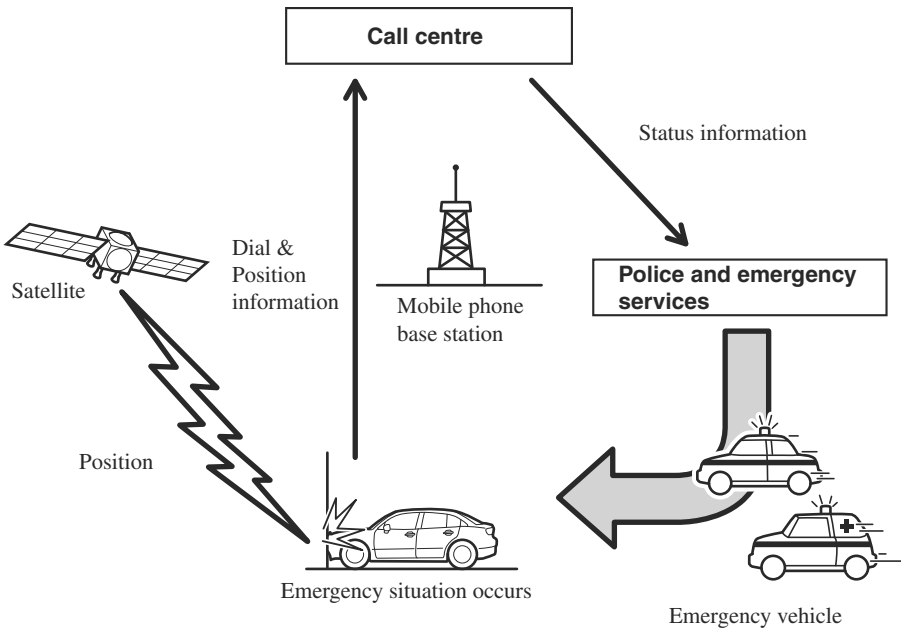 Call centre
Status information
Dial &
Position
information
Satellite
Mobile phone
base station
Police and emergency
services
Position
Emergency situation occurs
Emergency vehicle